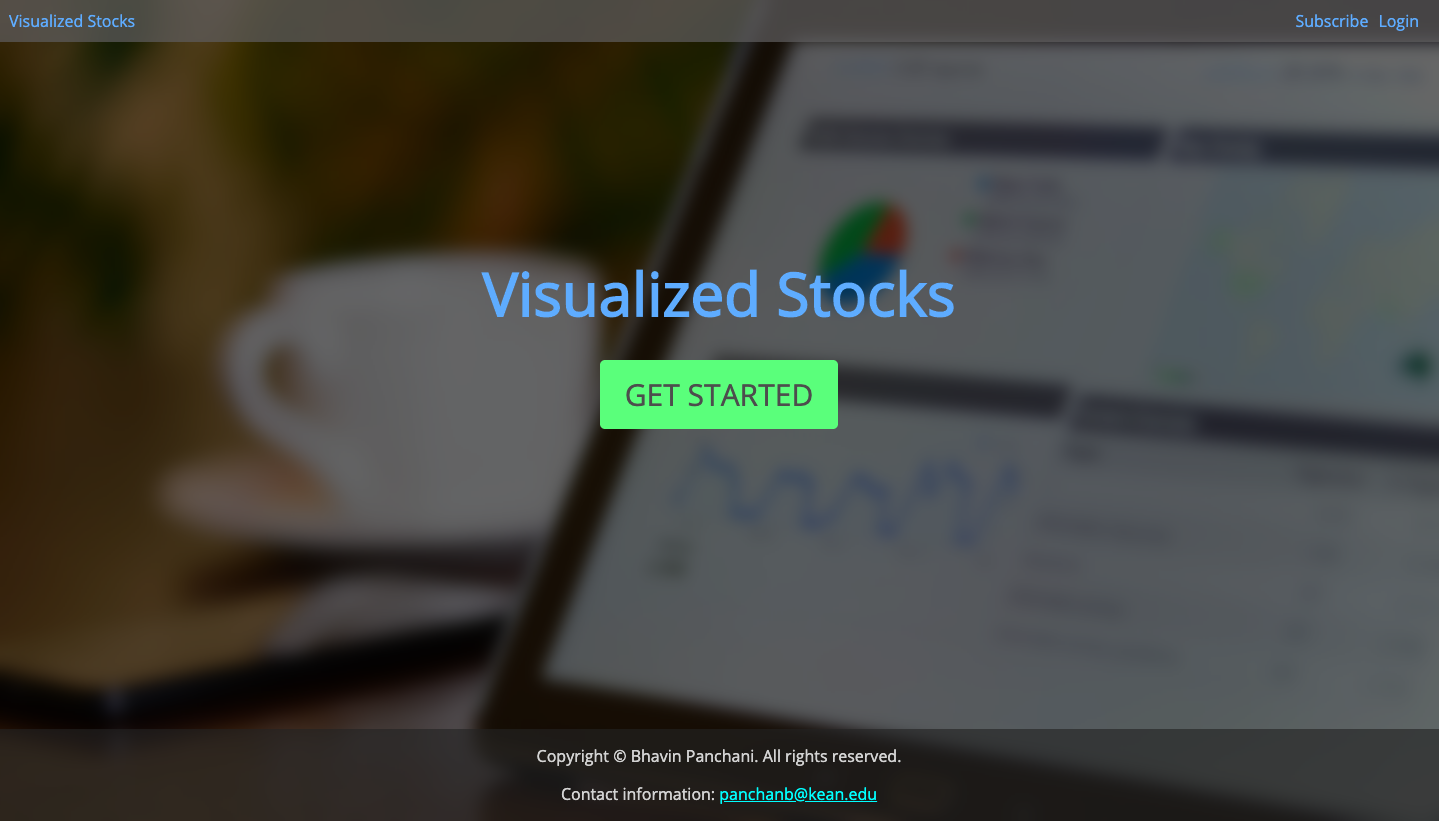 Visualized Stocks
Subscribe Login
Visualized Stocks
GET STARTED
Copyright © Bhavin Panchani. All rights reserved.
Contact information: panchanb@kean.edu